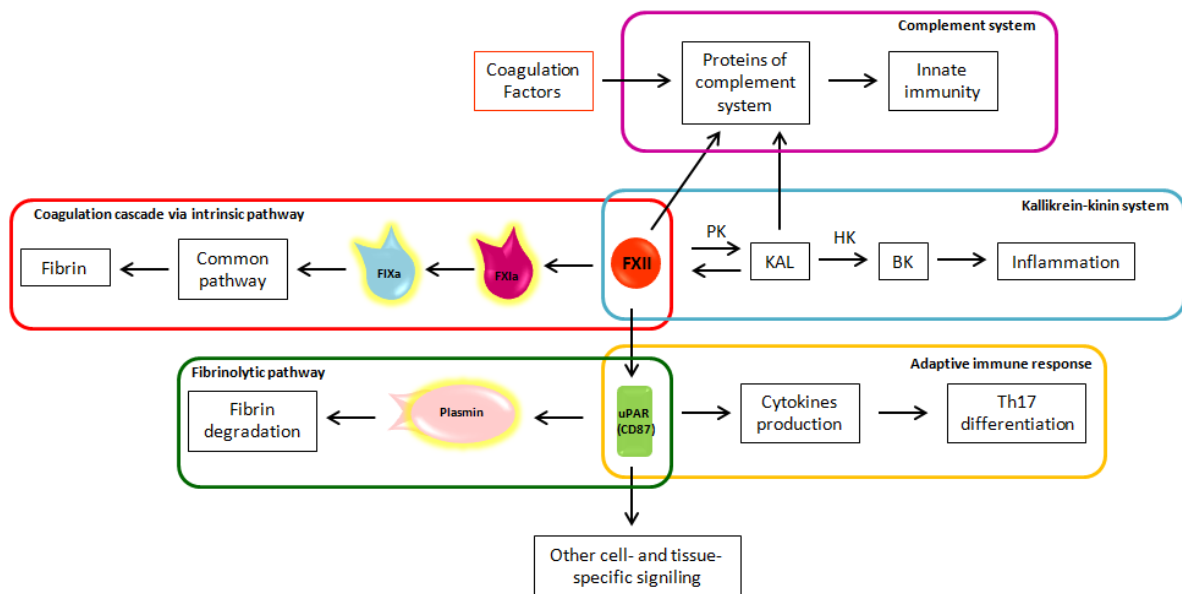 Complement system
Coagulation
Factors
Proteins of
complement
system
Innate
immunity
Coagulation cascade via intrinsic pathway
Kallikrein-kinin system
Fibrin
Common
pathway
FIXa
FXIa
FXII
PK
KAL
HK
BK
Inflammation
Fibrinolytic pathway
Adaptive immune response
Fibrin
degradation
Plasmin
uPAR
(CD87)
Cytokines
production
Th17
differentiation
Other cell- and tissue-
specific signiling